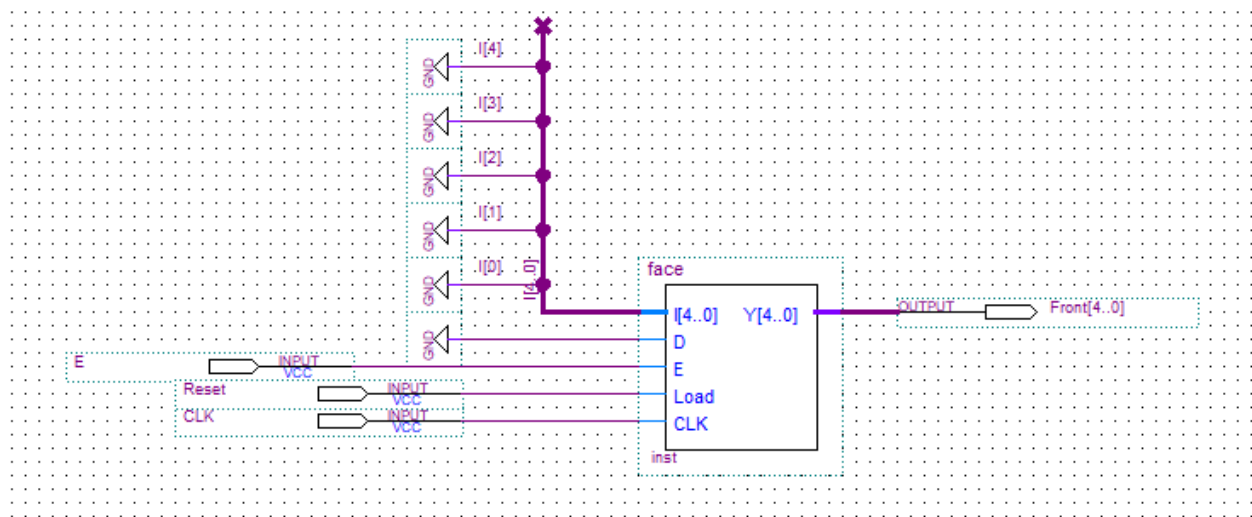 I[4]
GND
I[3]
GND
I[2]
GND
I[1]
GND
I[0]
I[4..0]
GND
face
I[4..0] Y[4..0]
OUTPUT Front[4..0]
GND
D
E INPUT
VCC
E
Reset INPUT
VCC
Load
CLK INPUT
VCC
CLK
inst